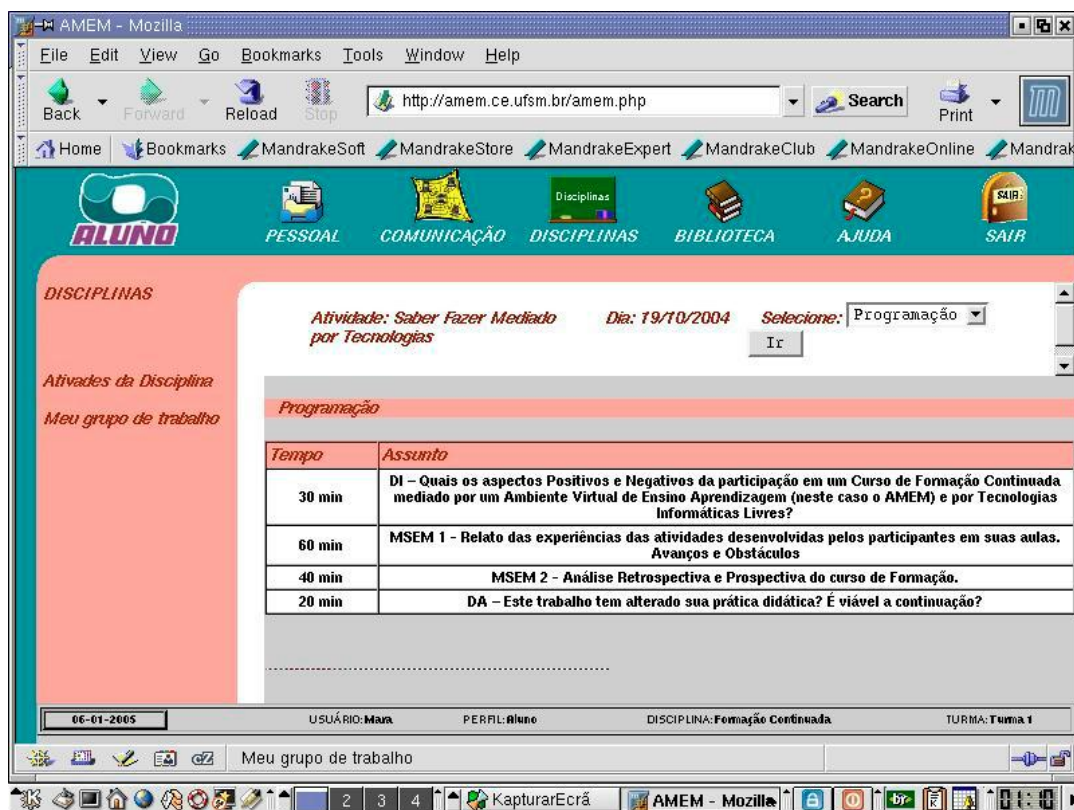 AMEM - Mozilla
File Edit View Go Bookmarks Tools Window Help
Back Forward Reload Stop http://amem.ce.ufsm.br/amem.php Search Print
Home Bookmarks MandrakeSoft MandrakeStore MandrakeExpert MandrakeClub MandrakeOnline Mandrak
Disciplinas SAIR
ALUNO PESSOAL COMUNICAÇÃO DISCIPLINAS BIBLIOTECA AJUDA SAIR
DISCIPLINAS
Atividade: Saber Fazer Mediado Dia: 19/10/2004 Selecione: Programação
por Tecnologias Ir
Ativades da Disciplina
Meu grupo de trabalho
Programação
Tempo Assunto
30 min DI – Quais os aspectos Positivos e Negativos da participação em um Curso de Formação Continuada
mediado por um Ambiente Virtual de Ensino Aprendizagem (neste caso o AMEM) e por Tecnologias
Informáticas Livres?
60 min MSEM 1 - Relato das experiências das atividades desenvolvidas pelos participantes em suas aulas.
Avanços e Obstáculos
40 min MSEM 2 - Análise Retrospectiva e Prospectiva do curso de Formação.
20 min DA – Este trabalho tem alterado sua prática didática? É viável a continuação?
06-01-2005 USUÁRIO: Mara PERFIL: Aluno DISCIPLINA: Formação Continuada TURMA: Turma 1
Meu grupo de trabalho
2 3 4 KapturarEcrã AMEM - Mozilla br